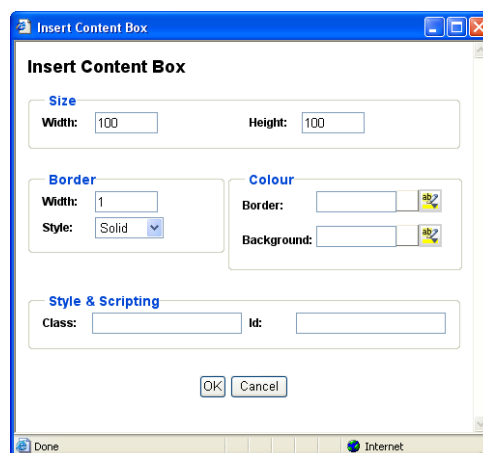 Insert Content Box
Insert Content Box
Size
Width: 100 Height: 100
Border Colour
Width: 1 Border:
Style: Solid Background:
Style & Scripting
Class: Id:
OK Cancel
Done Internet